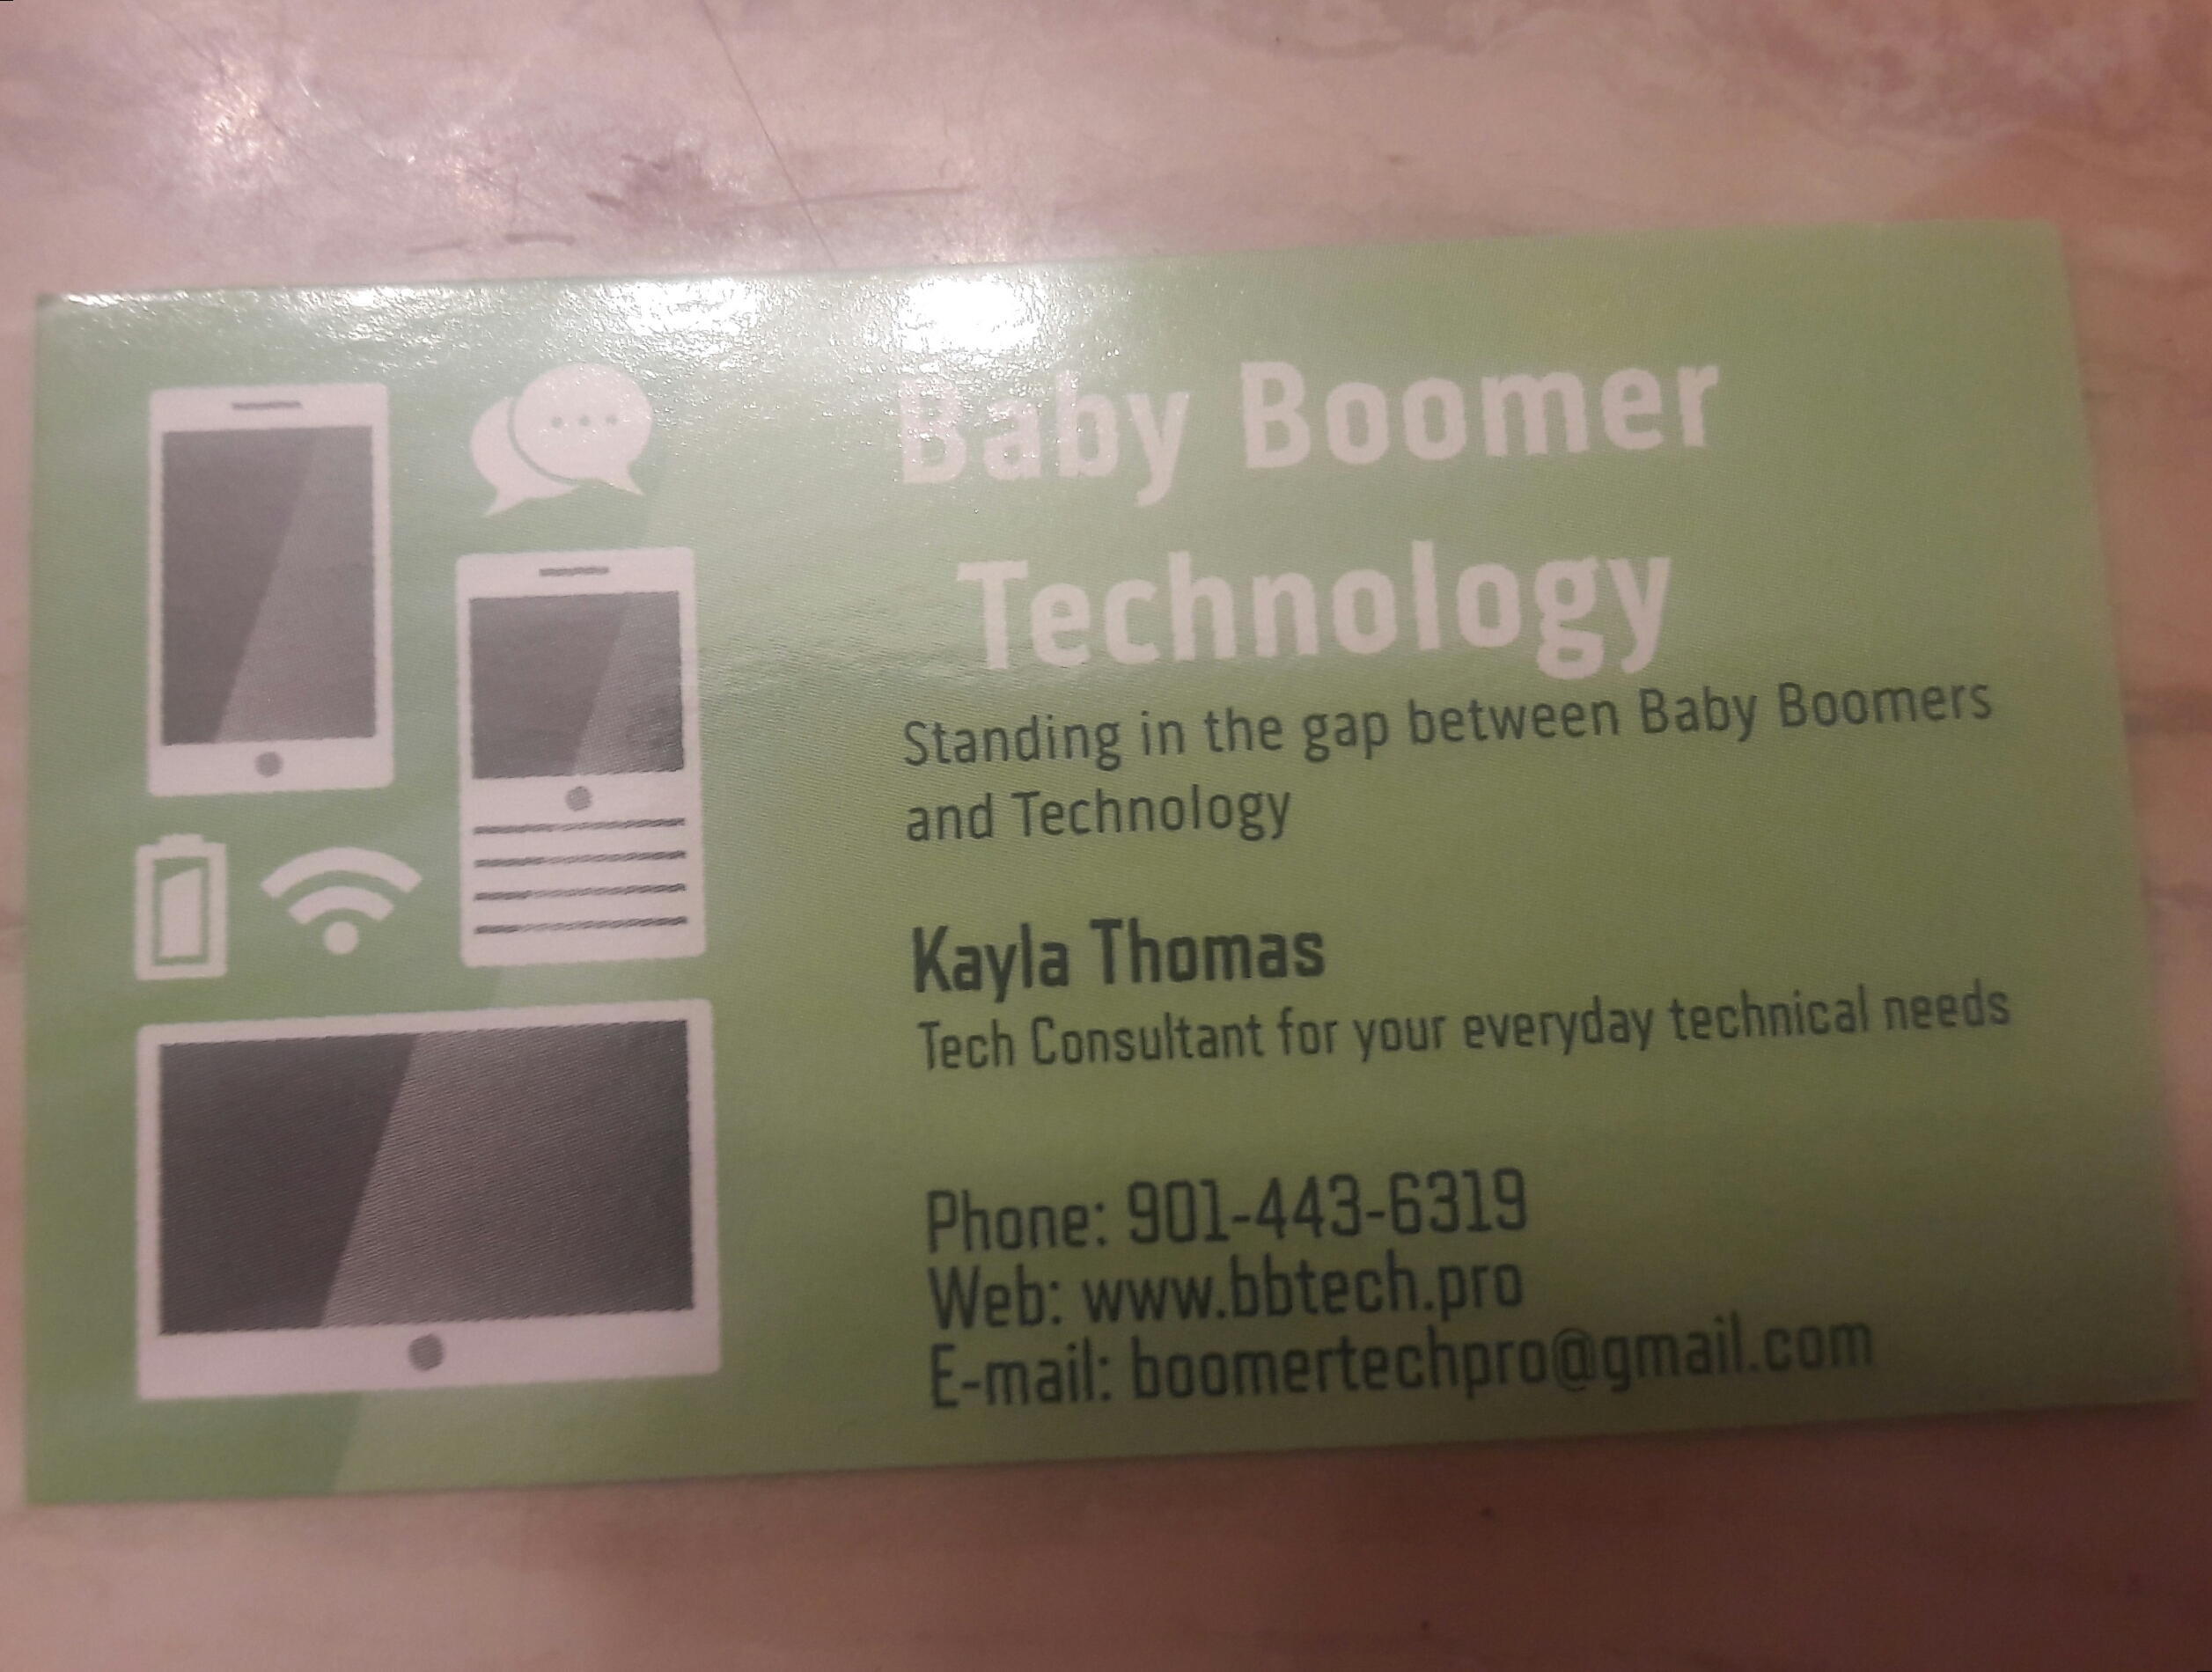 Baby Boomer
Technology
Standing in the gap between Baby Boomers
and Technology
Kayla Thomas
Tech Consultant for your everyday technical needs
Phone: 901-443-6319
Web: www.bbtech.pro
E-mail: boomertechpro@gmail.com